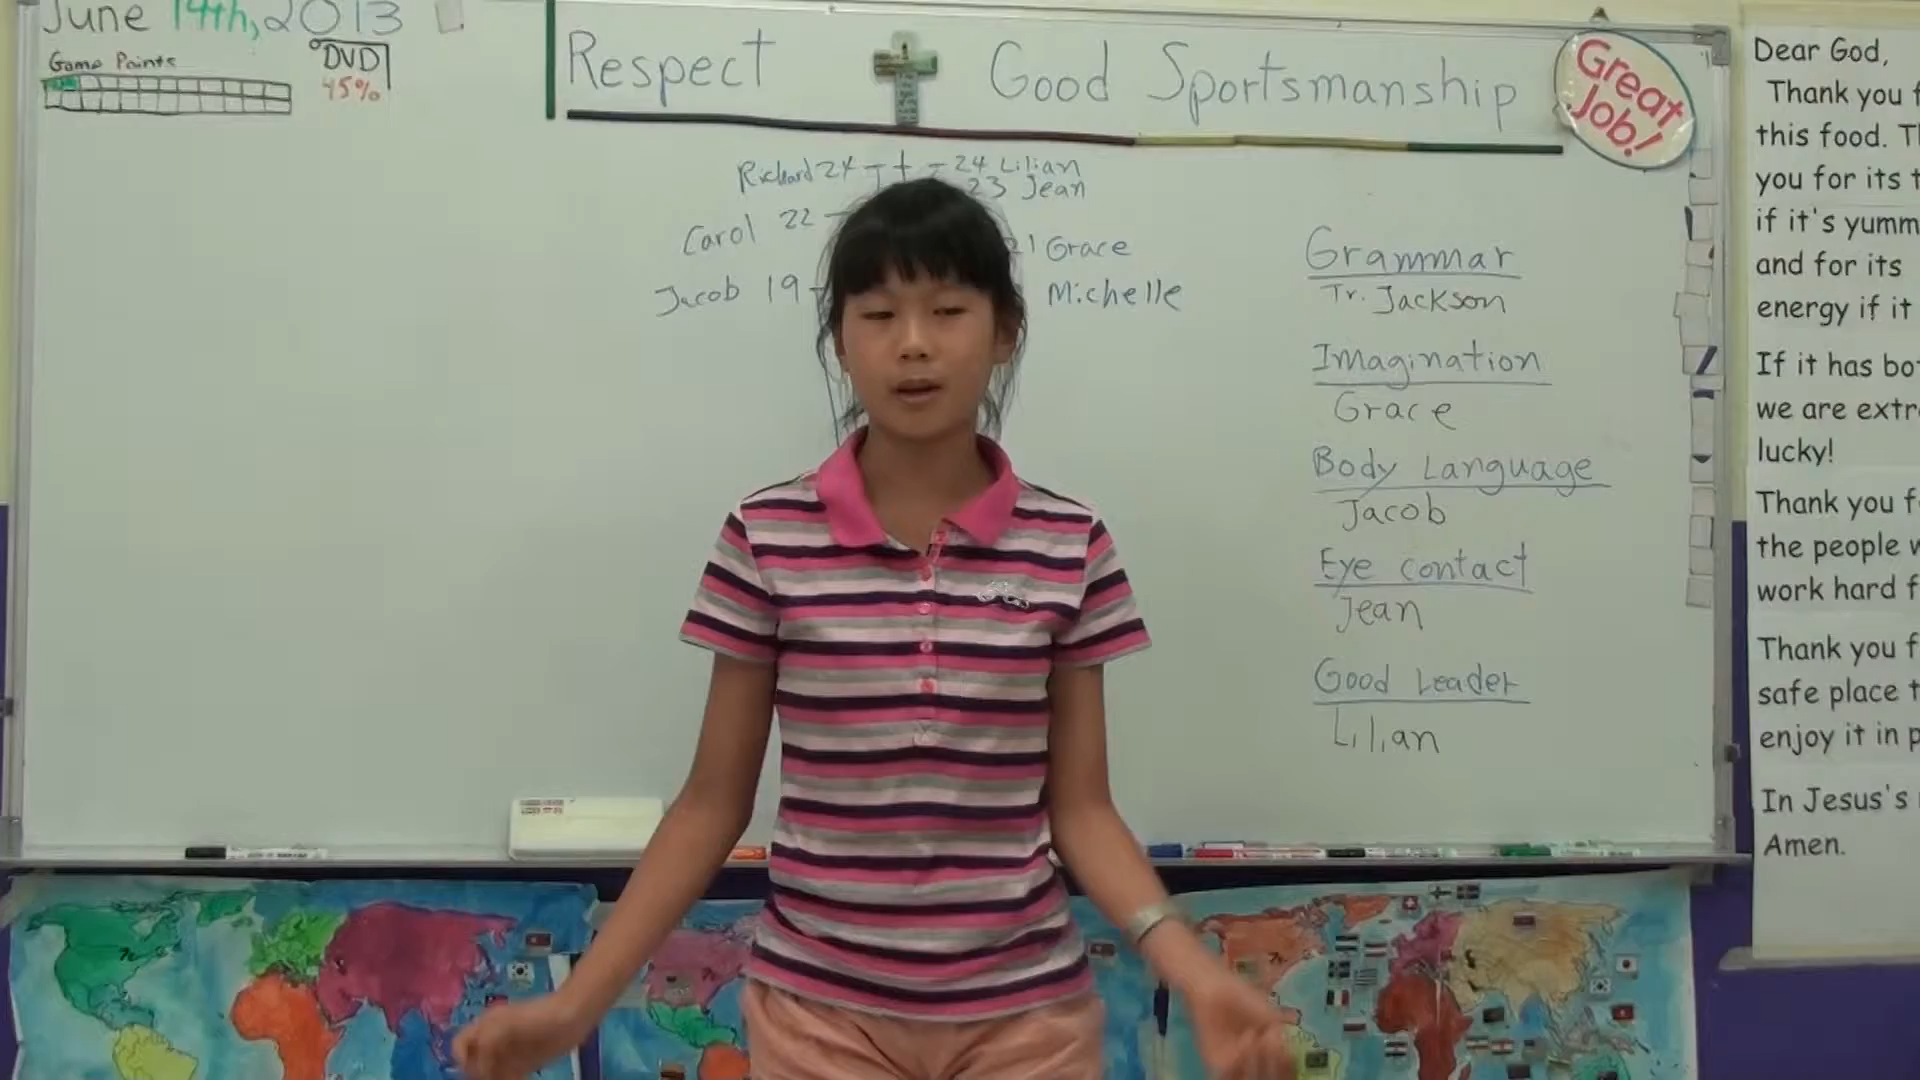 June 14th, 2013
Game Points
DVD
45%
Respect
Good Sportsmanship
Great Job!
Richard 24
24 Lilian
23 Jean
Carol 22
21 Grace
Jacob 19
Michelle
Grammar
Tr. Jackson
Imagination
Grace
Body Language
Jacob
Eye contact
Jean
Good Leader
Lilian
Dear God,
Thank you f
this food. T
you for its t
if it's yumm
and for its
energy if it
If it has bo
we are extr
lucky!
Thank you f
the people w
work hard f
Thank you f
safe place t
enjoy it in p
In Jesus's
Amen.